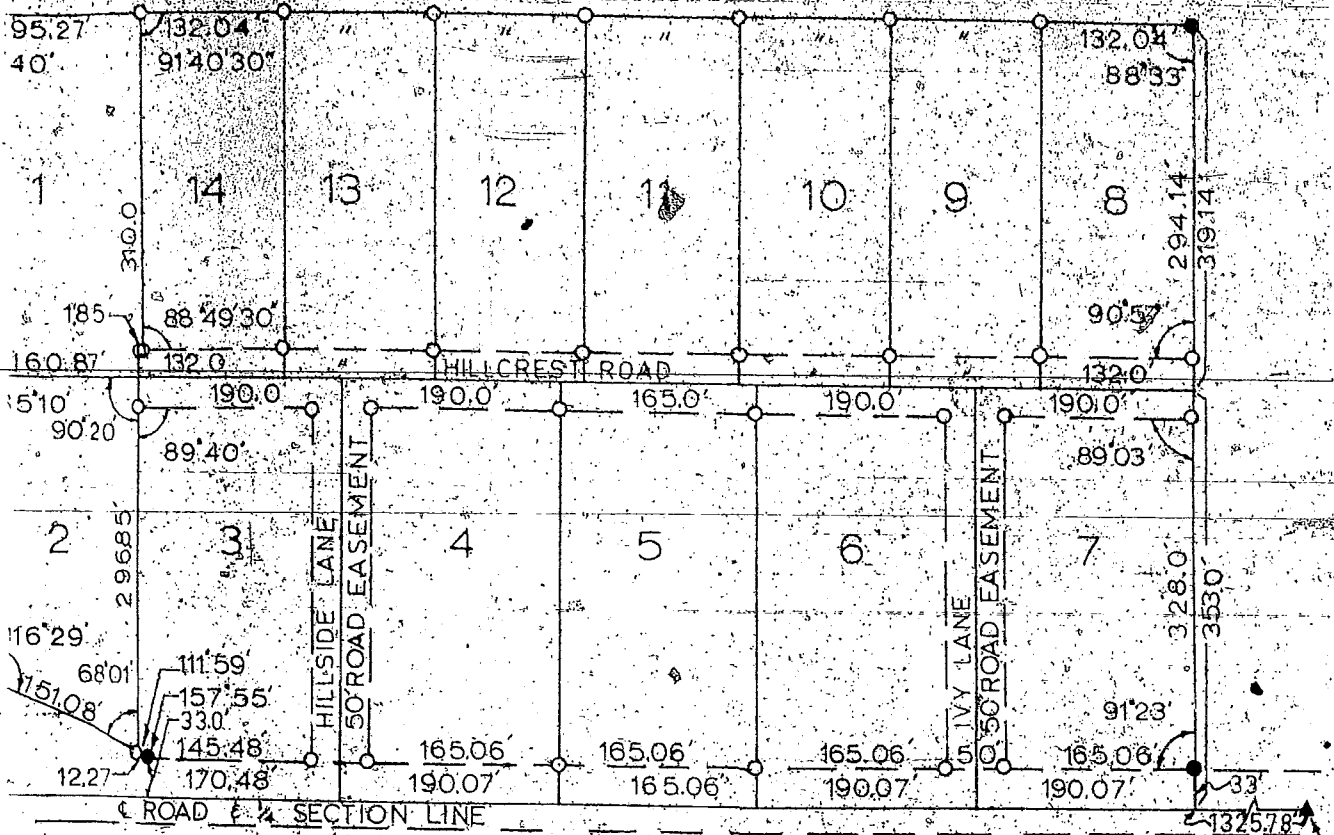 95.27 132.04' " " " " " 132.04'
40' 91°40'30" 88°33'
1 14 13 12 11 10 9 8
310.0
294.14'
319.14'
185 88°49'30" 90°57'
160.87' 132.0 " " " " " 132.0'
HILLCREST ROAD
190.0 190.0' 165.0' 190.0' 190.0'
5°10'
90°20 89°40' 89°03'
2 3 4 5 6 7
296.85'
HILLSIDE LANE
50' ROAD EASEMENT
IVY LANE
50' ROAD EASEMENT
328.0'
353.0'
116°29' 68°01' 111°59'
151.08' 157°55' 91°23'
33.0'
145.48' 165.06' 165.06' 165.06' 50' 165.06'
12.27 170.48' 190.07' 165.06' 190.07' 190.07' 33'
℄ ROAD & ¼ SECTION LINE 1325.78'